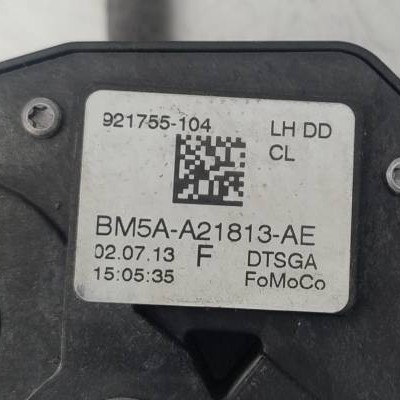 921755-104 LH DD
CL
BM5A-A21813-AE
02.07.13 F DTSGA
15:05:35 FoMoCo